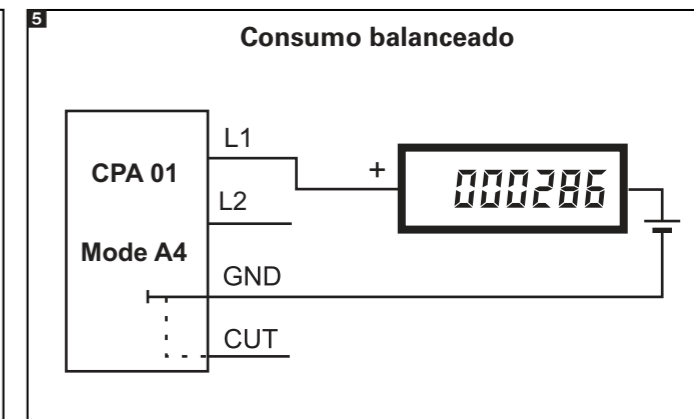 5
Consumo balanceado
L1
CPA 01
+
000286
L2
Mode A4
GND
CUT